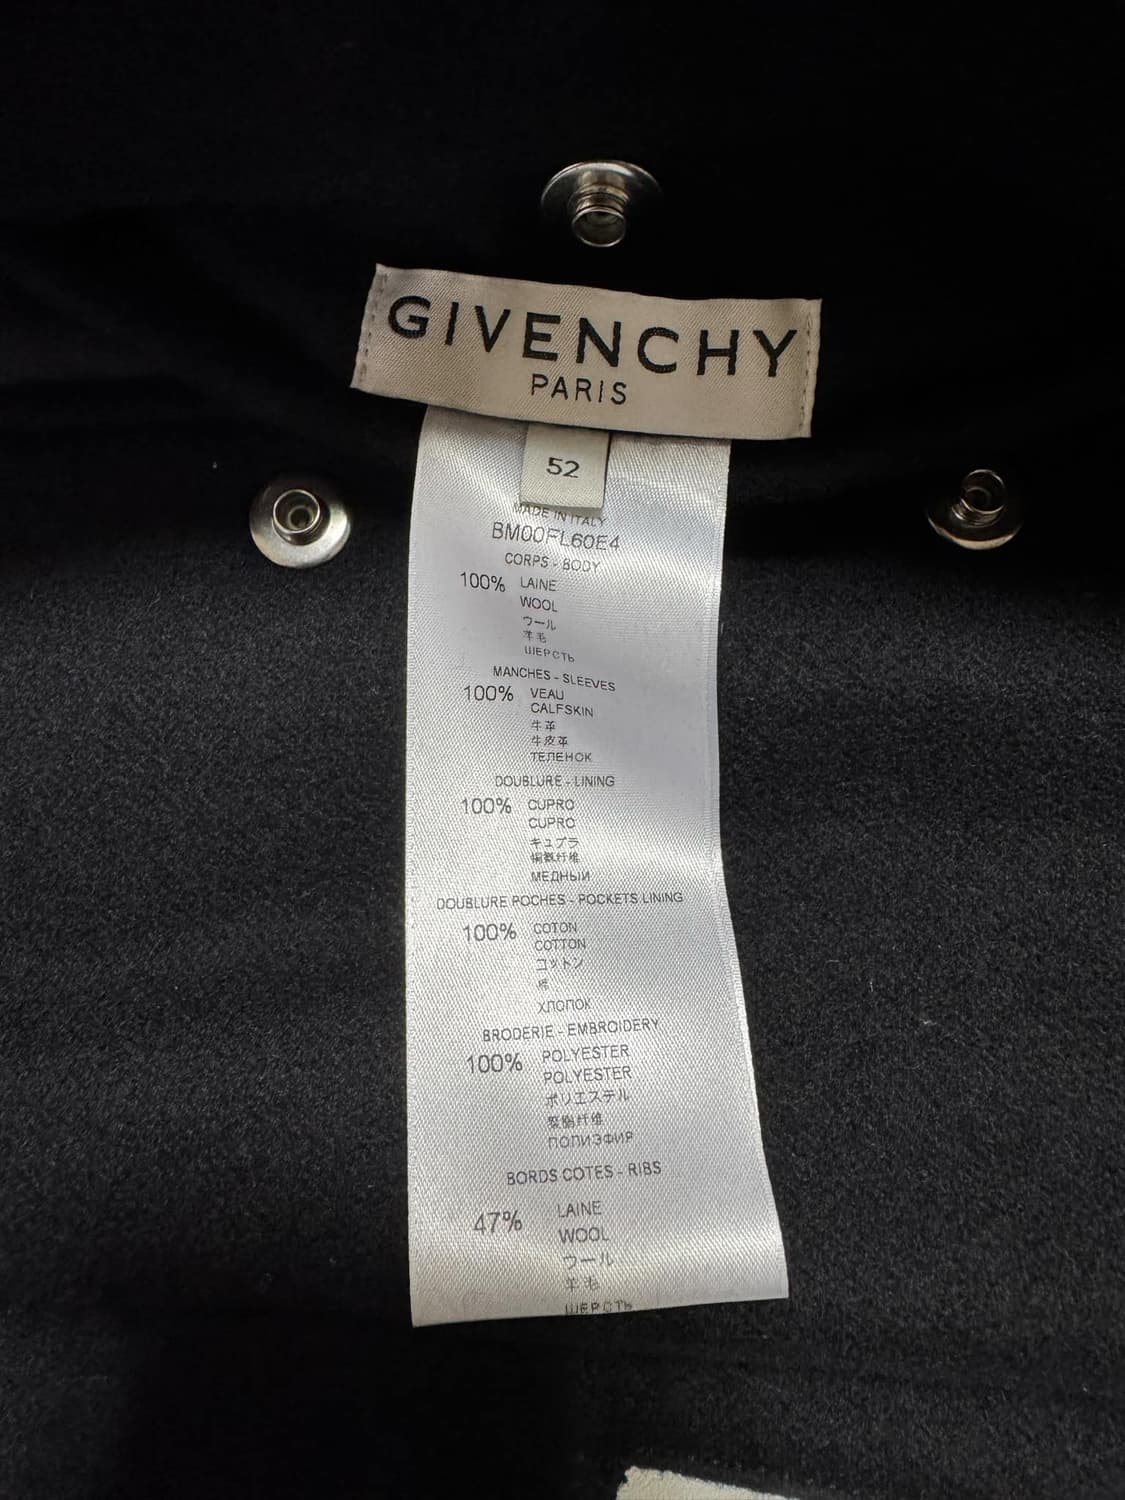 GIVENCHY
PARIS
52
MADE IN ITALY
BM00FL60E4
CORPS - BODY
100% LAINE
WOOL
ウール
羊毛
ШЕРСТЬ
MANCHES - SLEEVES
100% VEAU
CALFSKIN
牛革
牛皮革
ТЕЛЕНОК
DOUBLURE - LINING
100% CUPRO
CUPRO
キュプラ
铜氨纤维
МЕДНЫЙ
DOUBLURE POCHES - POCKETS LINING
100% COTON
COTTON
コットン
棉
ХЛОПОК
BRODERIE - EMBROIDERY
100% POLYESTER
POLYESTER
ポリエステル
聚酯纤维
ПОЛИЭФИР
BORDS COTES - RIBS
47% LAINE
WOOL
ウール
羊毛
ШЕРСТЬ